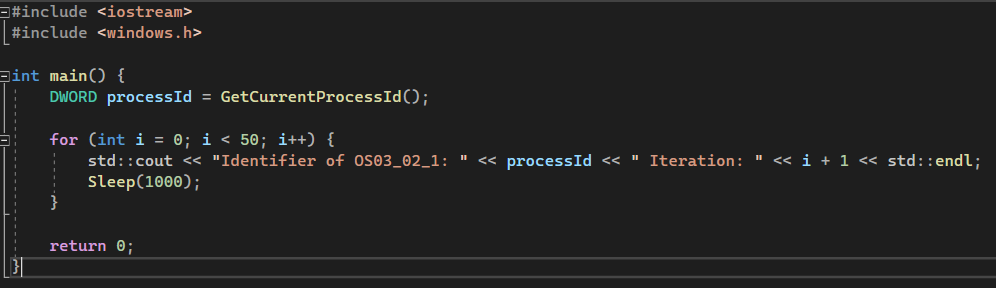 #include <iostream>
#include <windows.h>

int main() {
    DWORD processId = GetCurrentProcessId();

    for (int i = 0; i < 50; i++) {
        std::cout << "Identifier of OS03_02_1: " << processId << " Iteration: " << i + 1 << std::endl;
        Sleep(1000);
    }

    return 0;
}